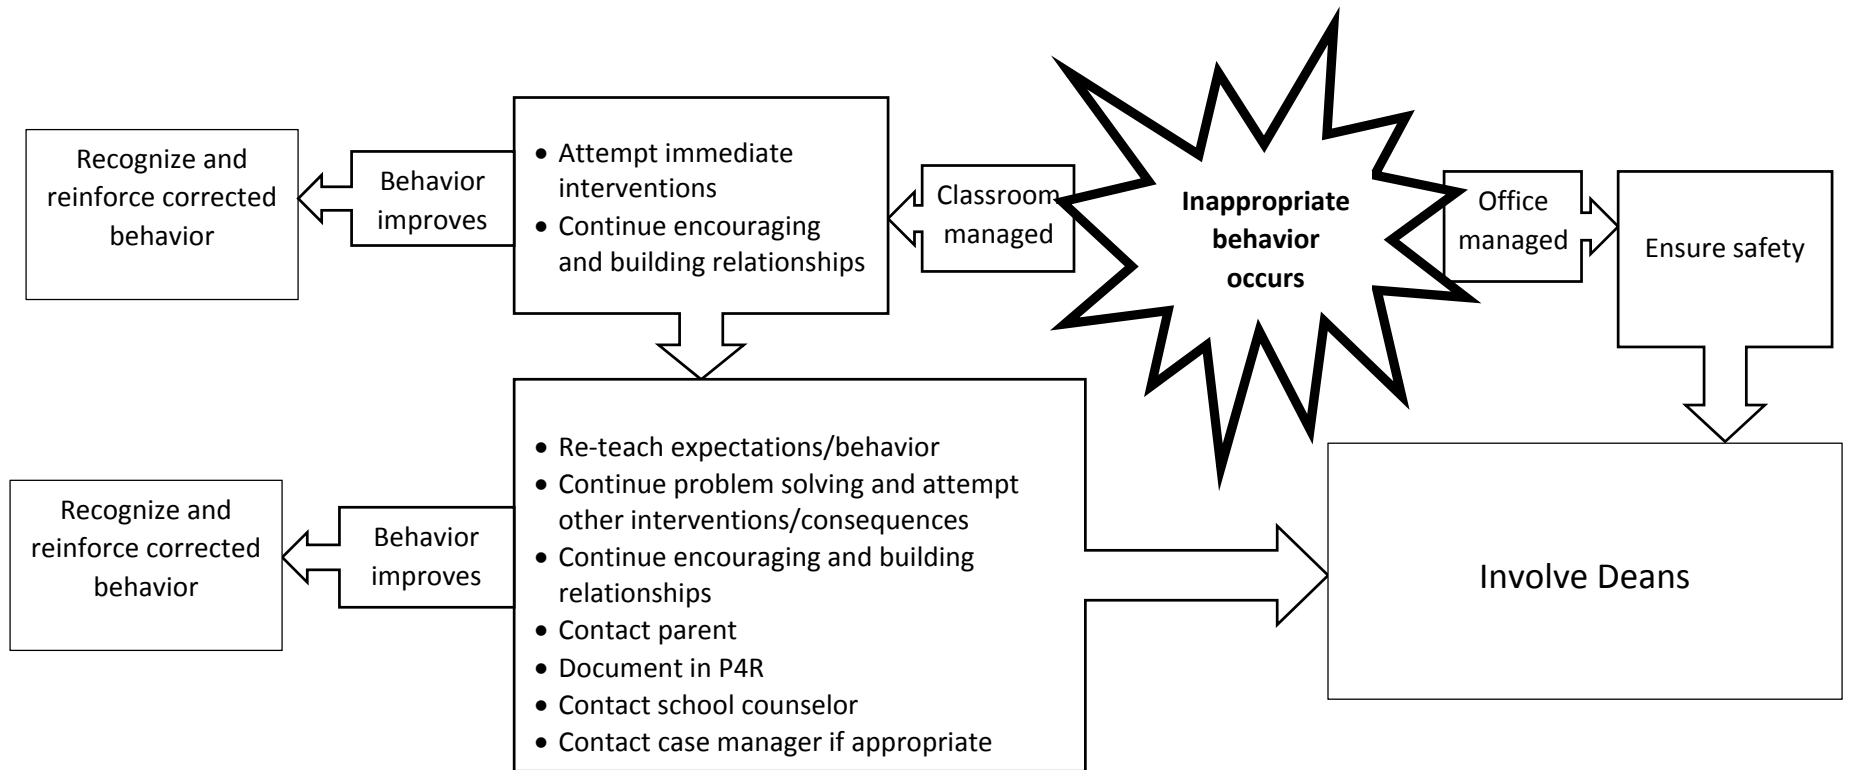 Inappropriate
behavior
occurs
Classroom
managed
• Attempt immediate
interventions
• Continue encouraging
and building relationships
Behavior
improves
Recognize and
reinforce corrected
behavior
• Re-teach expectations/behavior
• Continue problem solving and attempt
other interventions/consequences
• Continue encouraging and building
relationships
• Contact parent
• Document in P4R
• Contact school counselor
• Contact case manager if appropriate
Behavior
improves
Recognize and
reinforce corrected
behavior
Office
managed
Ensure safety
Involve Deans